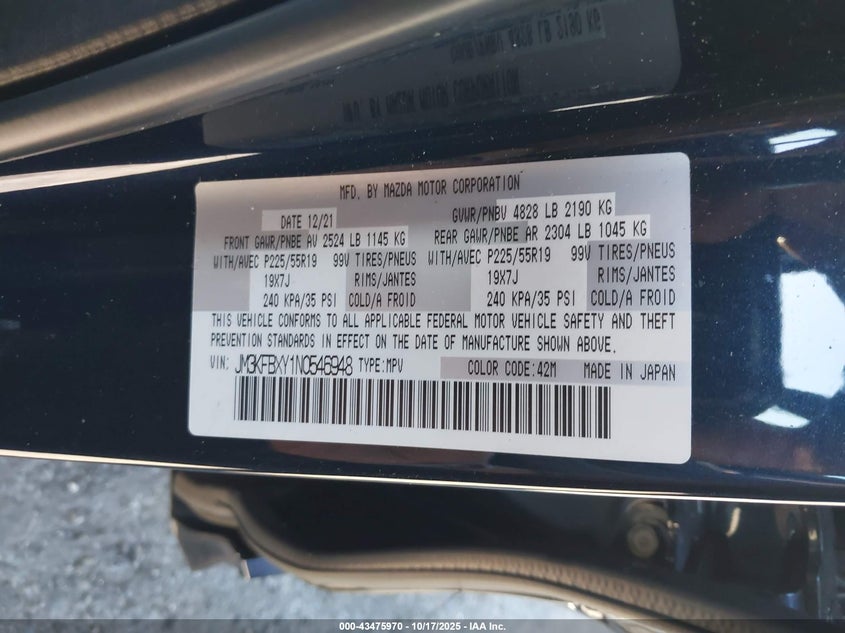 MFD. BY MAZDA MOTOR CORPORATION
DATE 12/21 GVWR/PNBV 4828 LB 2190 KG
FRONT GAWR/PNBE AV 2524 LB 1145 KG REAR GAWR/PNBE AR 2304 LB 1045 KG
WITH/AVEC P225/55R19 99V TIRES/PNEUS WITH/AVEC P225/55R19 99V TIRES/PNEUS
19X7J RIMS/JANTES 19X7J RIMS/JANTES
240 KPA/35 PSI COLD/A FROID 240 KPA/35 PSI COLD/A FROID
THIS VEHICLE CONFORMS TO ALL APPLICABLE FEDERAL MOTOR VEHICLE SAFETY AND THEFT
PREVENTION STANDARDS IN EFFECT ON THE DATE OF MANUFACTURE SHOWN ABOVE.
VIN: JM3KFBXY1N0546948 TYPE:MPV COLOR CODE:42M MADE IN JAPAN
000-43475970 | 10/17/2025 | IAA Inc.